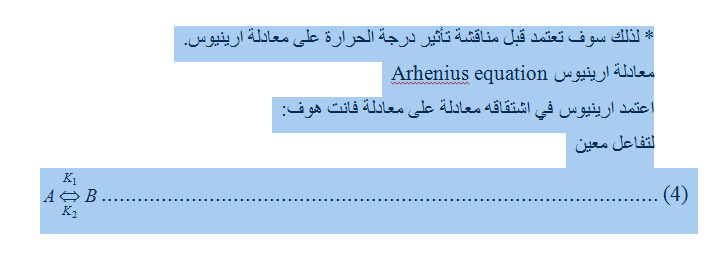 * لذلك سوف تعتمد قبل مناقشة تأثير درجة الحرارة على معادلة ارينيوس.
معادلة ارينيوس Arhenius equation
اعتمد ارينيوس في اشتقاقه معادلة على معادلة فانت هوف:
لتفاعل معين
K₁
A ⇔ B ........................................................................................ (4)
K₂